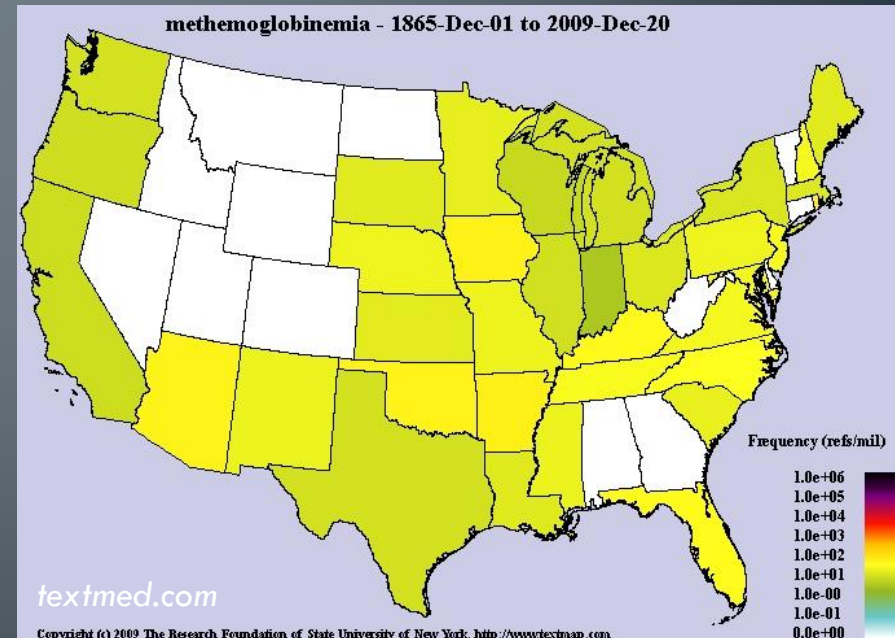 methemoglobinemia - 1865-Dec-01 to 2009-Dec-20
Frequency (refs/mil)
1.0e+06
1.0e+05
1.0e+04
1.0e+03
1.0e+02
1.0e+01
1.0e-00
1.0e-01
0.0e+00
textmed.com
Copyright (c) 2009 The Research Foundation of State University of New York. http://www.textmap.com